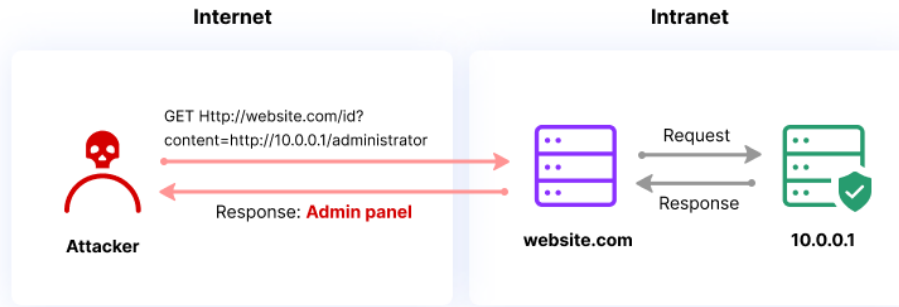 Internet
Intranet
GET Http://website.com/id?
content=http://10.0.0.1/administrator
Response: Admin panel
Attacker
Request
Response
website.com
10.0.0.1